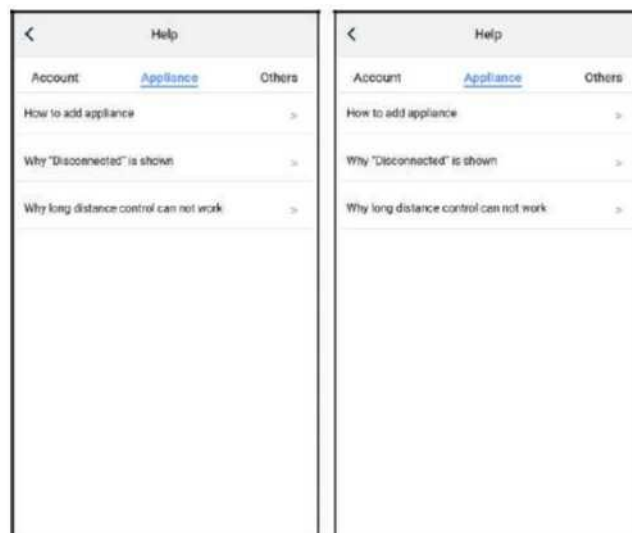 Help
Account Appliance Others
How to add appliance >
Why "Disconnected" is shown >
Why long distance control can not work >
Help
Account Appliance Others
How to add appliance >
Why "Disconnected" is shown >
Why long distance control can not work >